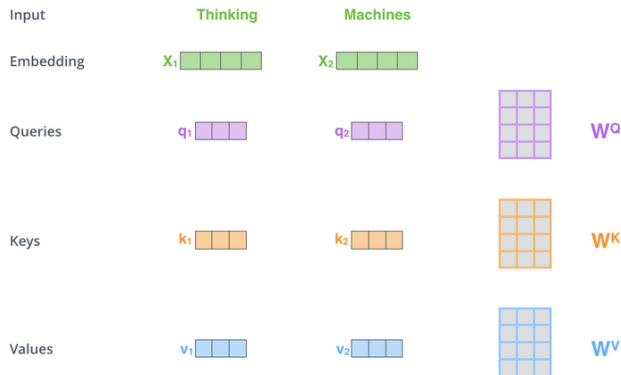 Input Thinking Machines
Embedding X1 X2
Queries q1 q2 WQ
Keys k1 k2 WK
Values v1 v2 WV